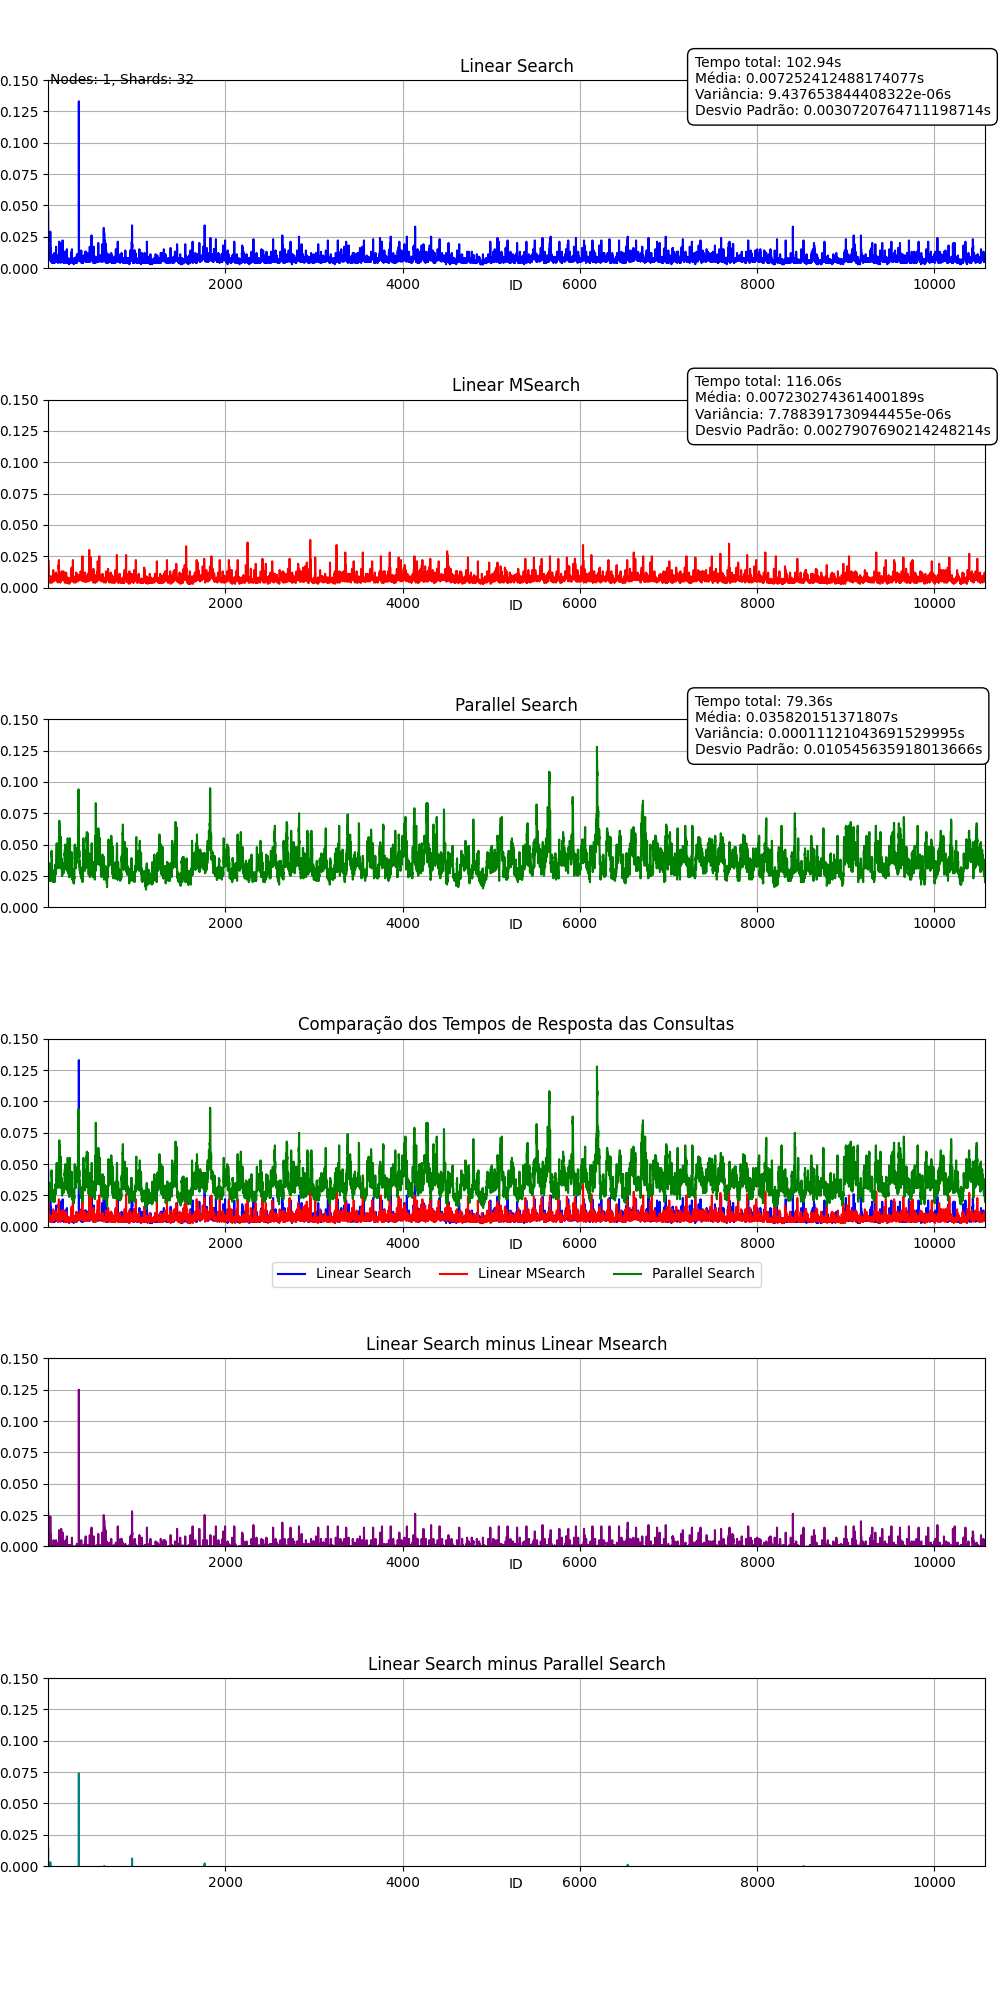 Linear Search
Nodes: 1, Shards: 32
Tempo total: 102.94s
Média: 0.007252412488174077s
Variância: 9.437653844408322e-06s
Desvio Padrão: 0.0030720764711198714s
0.150
0.125
0.100
0.075
0.050
0.025
0.000
2000 4000 6000 8000 10000
ID
Linear MSearch
Tempo total: 116.06s
Média: 0.007230274361400189s
Variância: 7.788391730944455e-06s
Desvio Padrão: 0.0027907690214248214s
0.150
0.125
0.100
0.075
0.050
0.025
0.000
2000 4000 6000 8000 10000
ID
Parallel Search
Tempo total: 79.36s
Média: 0.035820151371807s
Variância: 0.00011121043691529995s
Desvio Padrão: 0.010545635918013666s
0.150
0.125
0.100
0.075
0.050
0.025
0.000
2000 4000 6000 8000 10000
ID
Comparação dos Tempos de Resposta das Consultas
0.150
0.125
0.100
0.075
0.050
0.025
0.000
2000 4000 6000 8000 10000
ID
Linear Search Linear MSearch Parallel Search
Linear Search minus Linear Msearch
0.150
0.125
0.100
0.075
0.050
0.025
0.000
2000 4000 6000 8000 10000
ID
Linear Search minus Parallel Search
0.150
0.125
0.100
0.075
0.050
0.025
0.000
2000 4000 6000 8000 10000
ID